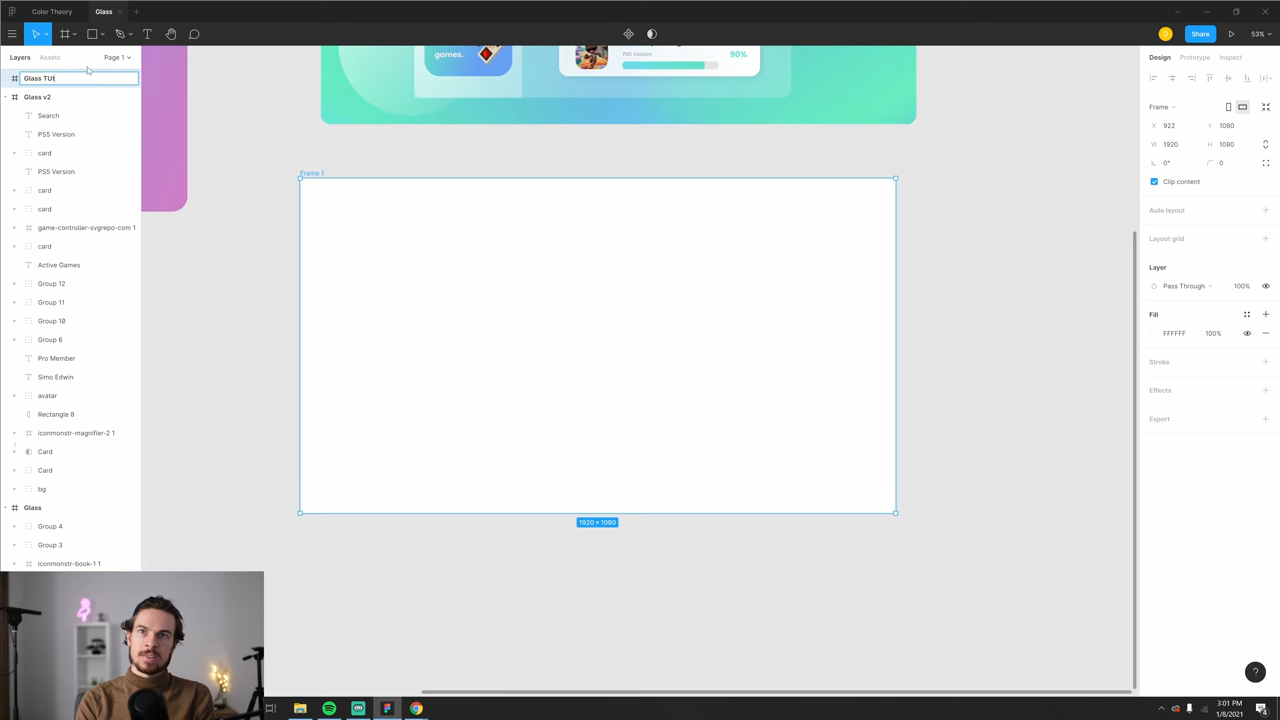 Color Theory
Glass
Share
53%
Layers
Assets
Page 1
Glass TUt
Glass v2
Search
PS5 Version
card
PS5 Version
card
card
game-controller-svgrepo-com 1
card
Active Games
Group 12
Group 11
Group 10
Group 6
Pro Member
Simo Edwin
avatar
Rectangle 8
iconmonstr-magnifier-2 1
Card
Card
bg
Glass
Group 4
Group 3
iconmonstr-book-1 1
games.
PS5 Version
90%
Frame 1
1920 × 1080
Design
Prototype
Inspect
Frame
X 922
Y 1080
W 1920
H 1080
0°
0
Clip content
Auto layout
Layout grid
Layer
Pass Through
100%
Fill
FFFFFF
100%
Stroke
Effects
Export
?
3:01 PM
1/8/2021
4